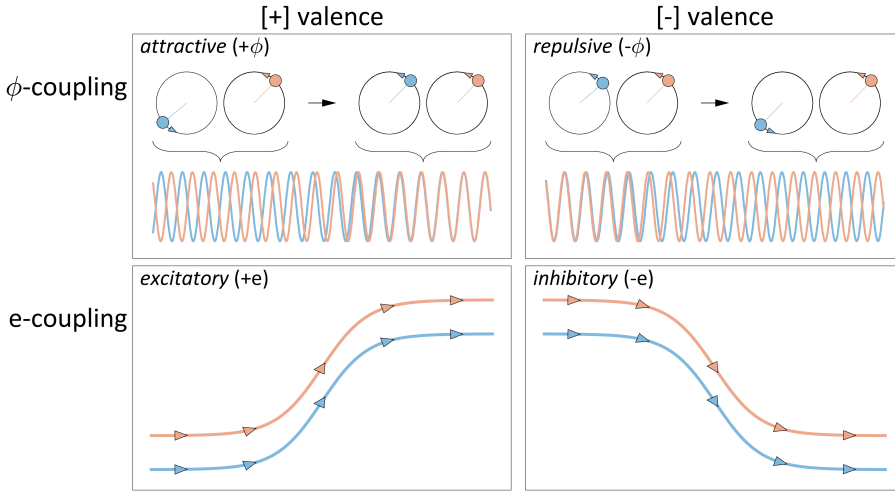 [+] valence
[-] valence
ϕ-coupling
attractive (+ϕ)
repulsive (-ϕ)
e-coupling
excitatory (+e)
inhibitory (-e)